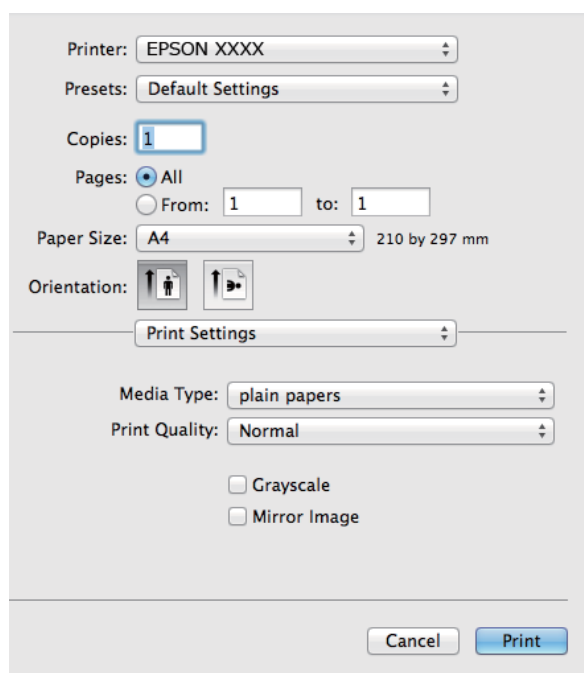 Printer: EPSON XXXX
Presets: Default Settings
Copies: 1
Pages: All
From: 1 to: 1
Paper Size: A4 210 by 297 mm
Orientation:
Print Settings
Media Type: plain papers
Print Quality: Normal
Grayscale
Mirror Image
Cancel Print